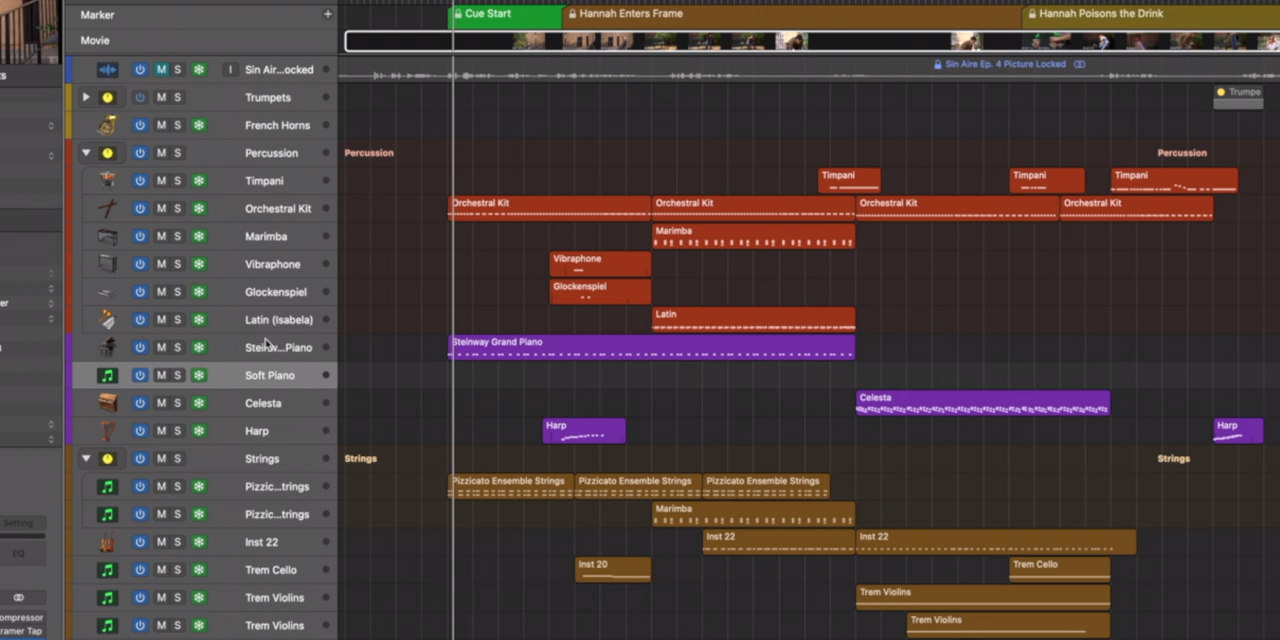 Marker + Cue Start Hannah Enters Frame Hannah Poisons the Drink
Movie
M S I Sin Air...ocked Sin Aire Ep. 4 Picture Locked
M S Trumpets Trumpe
M S French Horns
M S Percussion Percussion Percussion
M S Timpani Timpani Timpani Timpani
M S Orchestral Kit Orchestral Kit Orchestral Kit Orchestral Kit Orchestral Kit
M S Marimba Marimba
M S Vibraphone Vibraphone
M S Glockenspiel Glockenspiel
M S Latin (Isabela) Latin
M S Steinw...Piano Steinway Grand Piano
M S Soft Piano
M S Celesta Celesta
M S Harp Harp Harp
M S Strings Strings Strings
M S Pizzic...trings Pizzicato Ensemble Strings Pizzicato Ensemble Strings Pizzicato Ensemble Strings
Setting M S Pizzic...trings Marimba
EQ M S Inst 22 Inst 22 Inst 22
M S Trem Cello Inst 20 Trem Cello
M S Trem Violins Trem Violins
ompressor
M S Trem Violins Trem Violins
ramer Tap